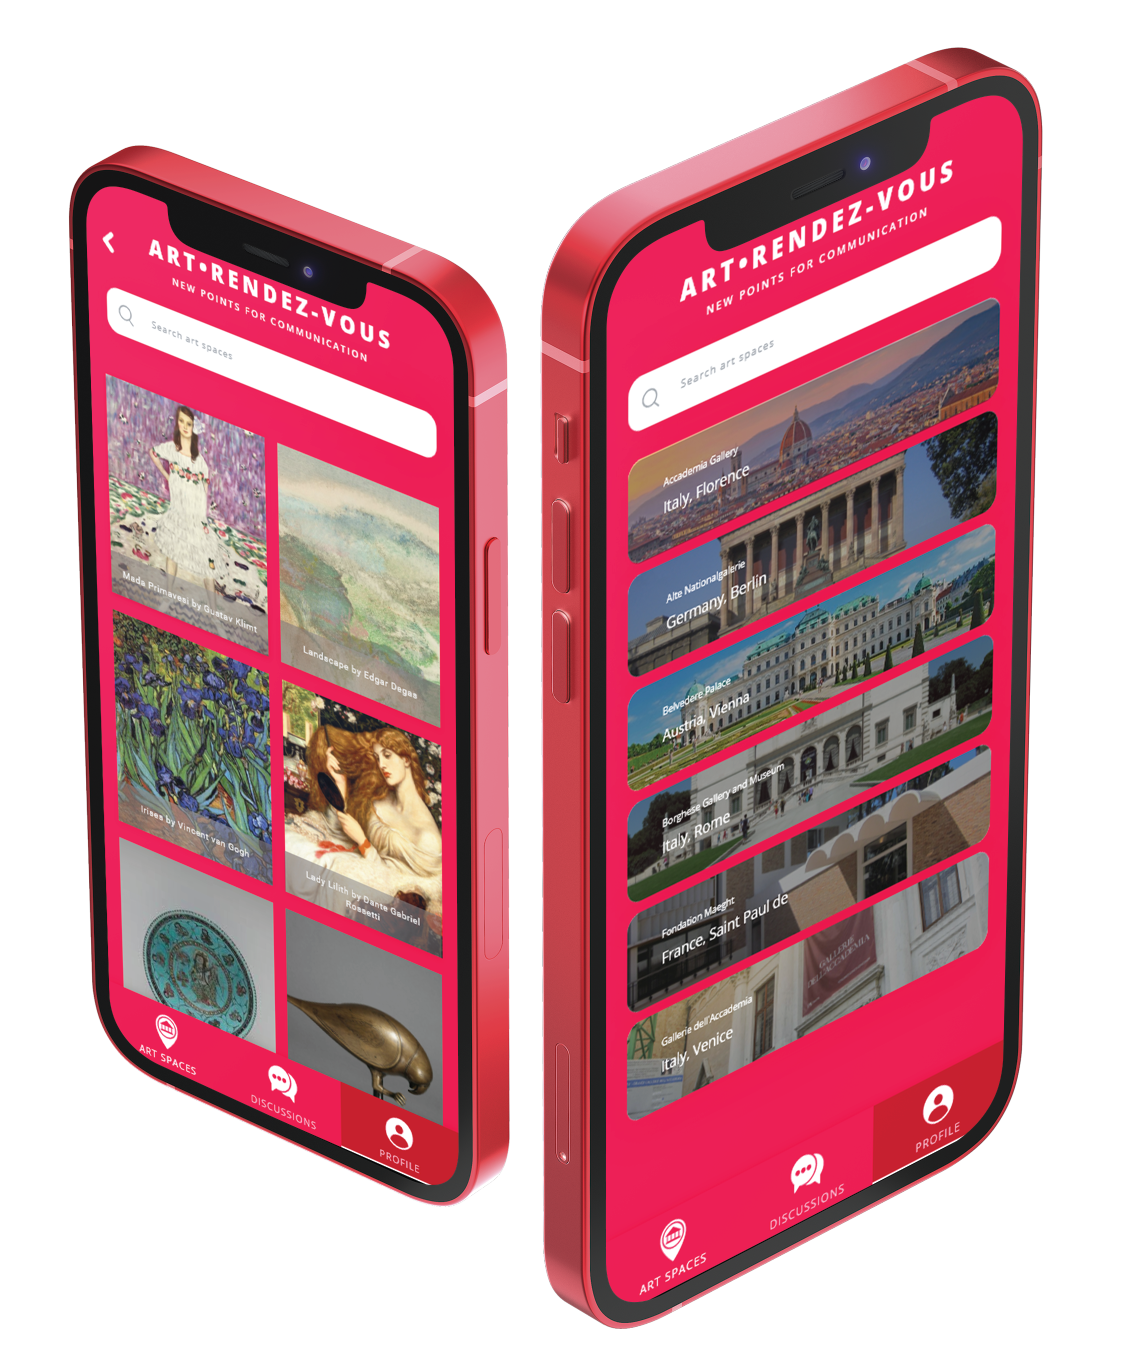 ART•RENDEZ-VOUS
NEW POINTS FOR COMMUNICATION
Search art spaces
Mada Primavesi by Gustav Klimt
Landscape by Edgar Degas
Irises by Vincent van Gogh
Lady Lilith by Dante Gabriel
Rossetti
ART SPACES
DISCUSSIONS
PROFILE
ART•RENDEZ-VOUS
NEW POINTS FOR COMMUNICATION
Search art spaces
Accademia Gallery
Italy, Florence
Alte Nationalgalerie
Germany, Berlin
Belvedere Palace
Austria, Vienna
Borghese Gallery and Museum
Italy, Rome
Fondation Maeght
France, Saint Paul de
GALLERIE
DELL'ACCADEMIA
Gallerie dell'Accademia
Italy, Venice
ART SPACES
DISCUSSIONS
PROFILE